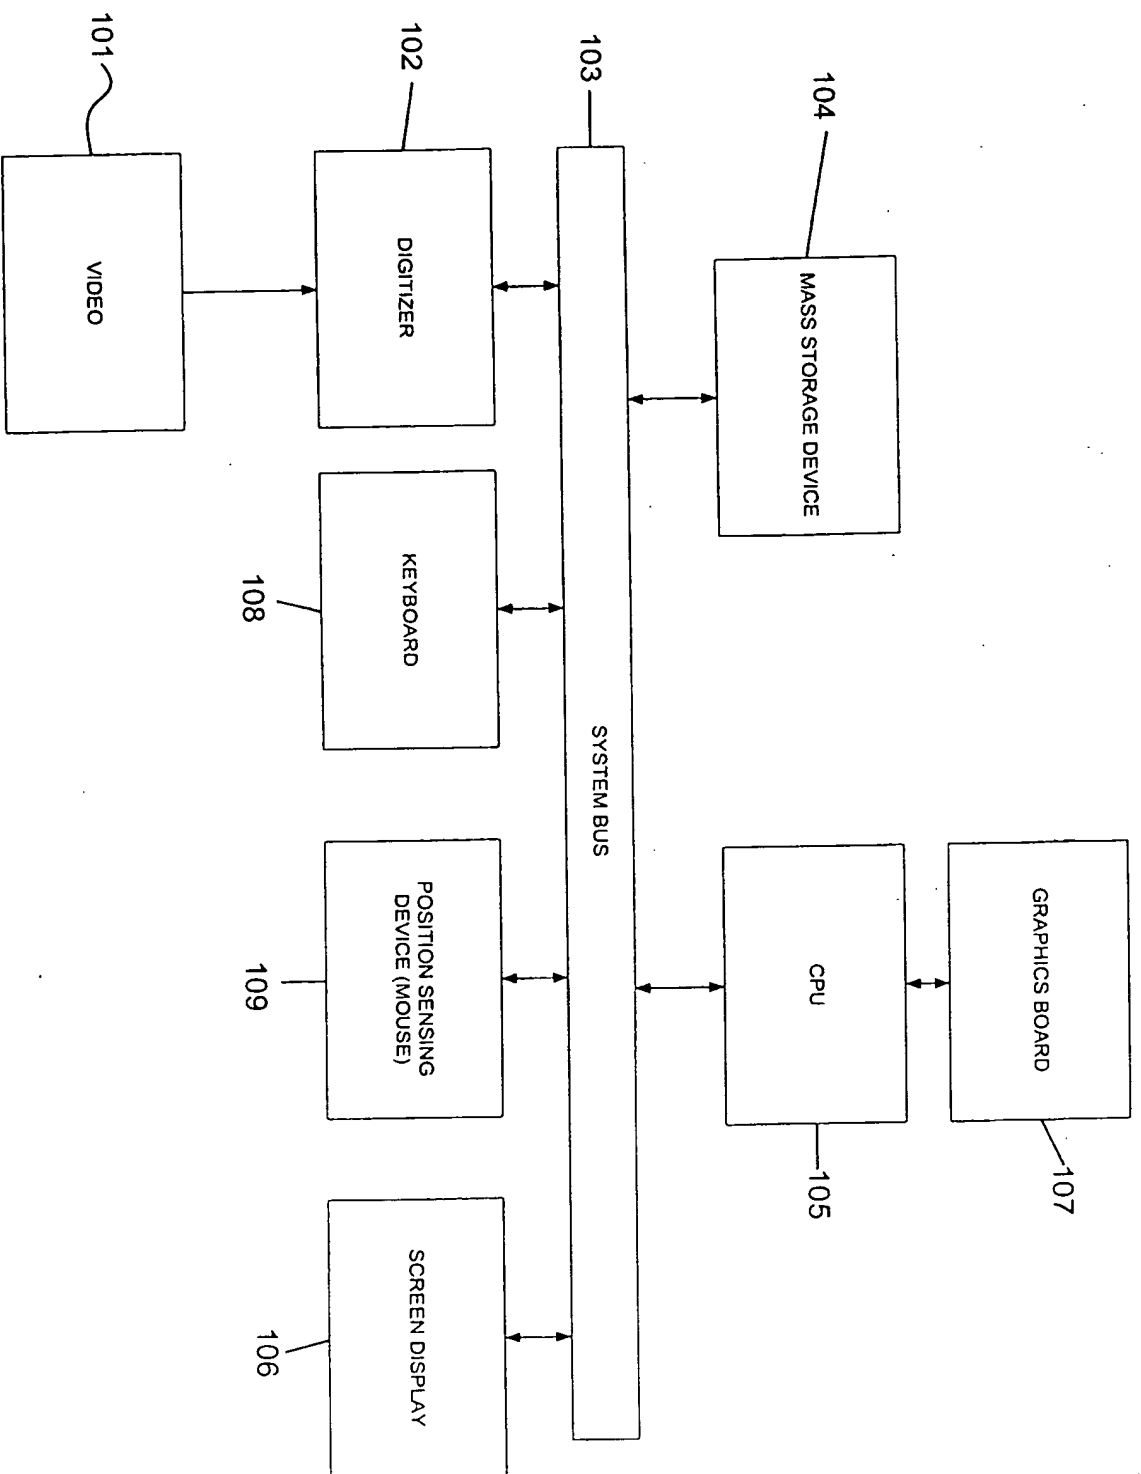 104
MASS STORAGE DEVICE
GRAPHICS BOARD
107
CPU
105
103
SYSTEM BUS
102
DIGITIZER
KEYBOARD
108
POSITION SENSING
DEVICE (MOUSE)
109
SCREEN DISPLAY
106
101
VIDEO